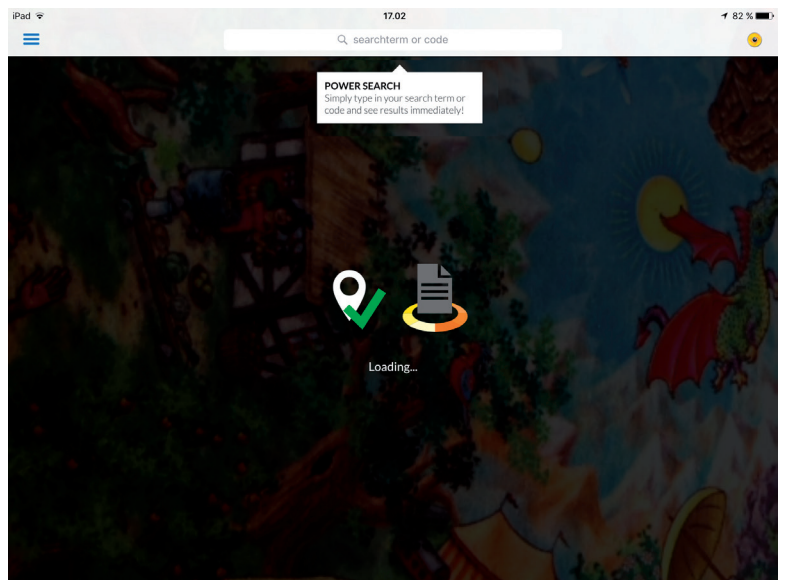 iPad
17.02
82 %
searchterm or code
POWER SEARCH
Simply type in your search term or
code and see results immediately!
Loading...